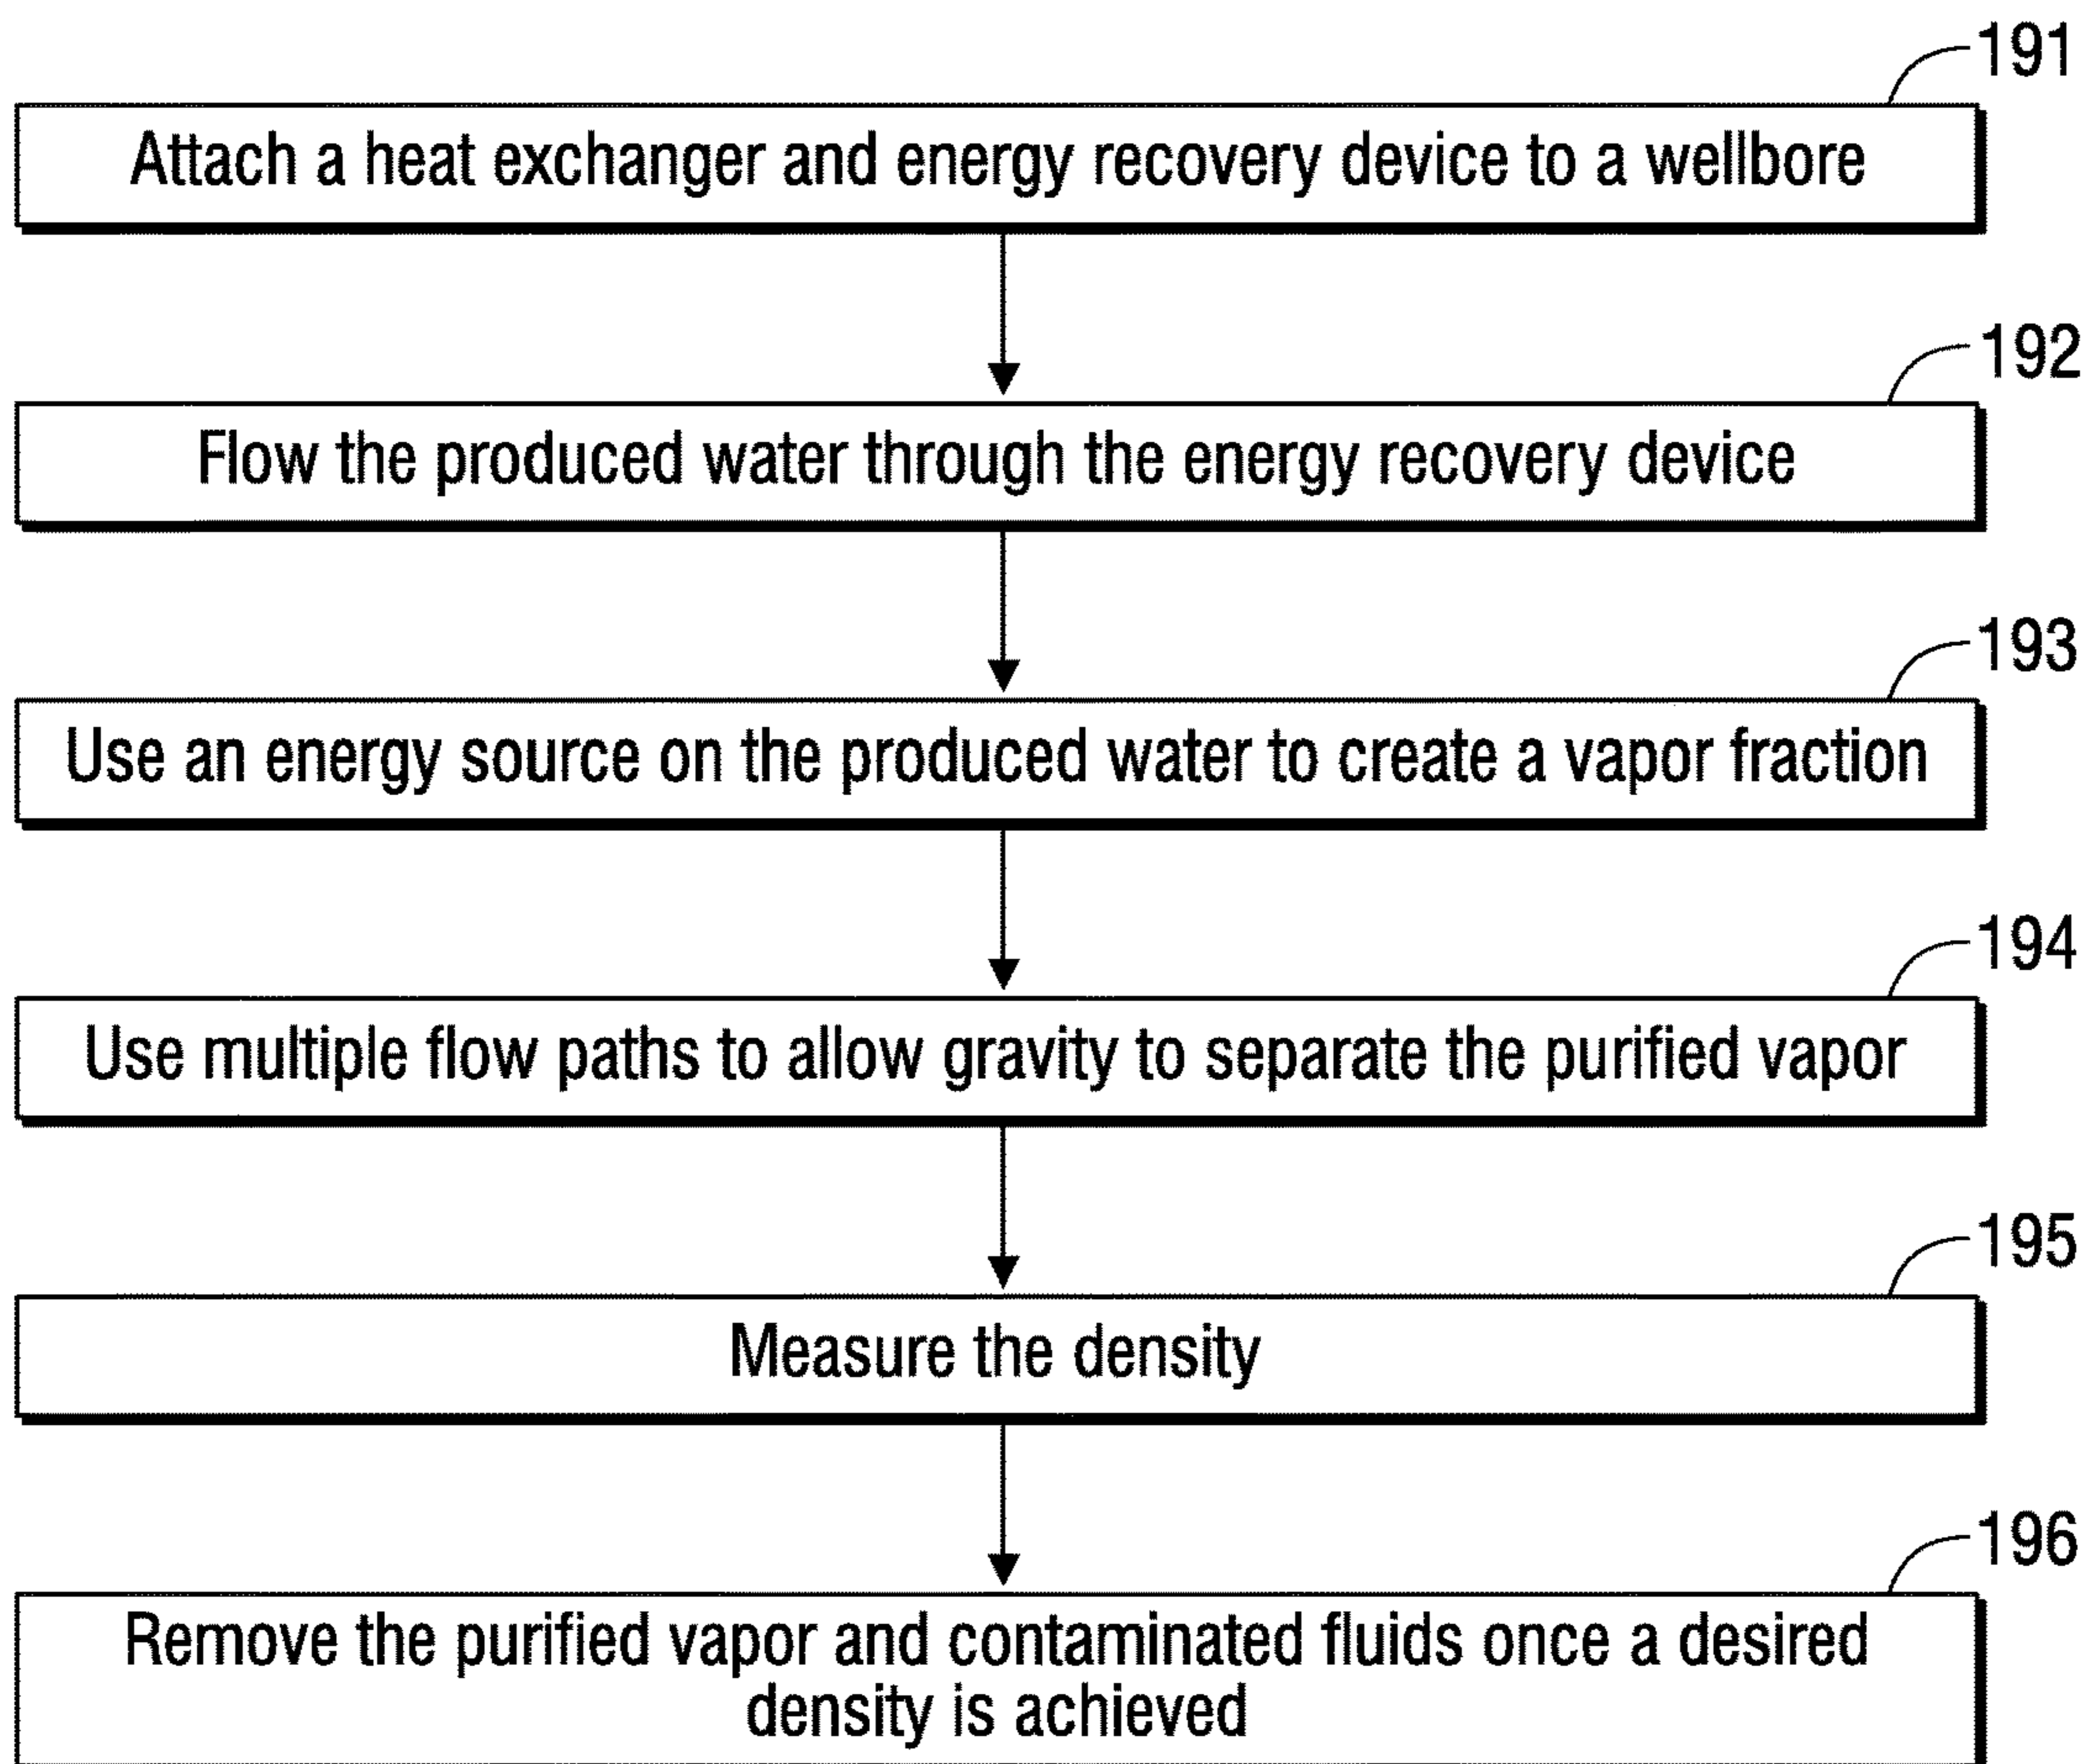 191
Attach a heat exchanger and energy recovery device to a wellbore
192
Flow the produced water through the energy recovery device
193
Use an energy source on the produced water to create a vapor fraction
194
Use multiple flow paths to allow gravity to separate the purified vapor
195
Measure the density
196
Remove the purified vapor and contaminated fluids once a desired
density is achieved